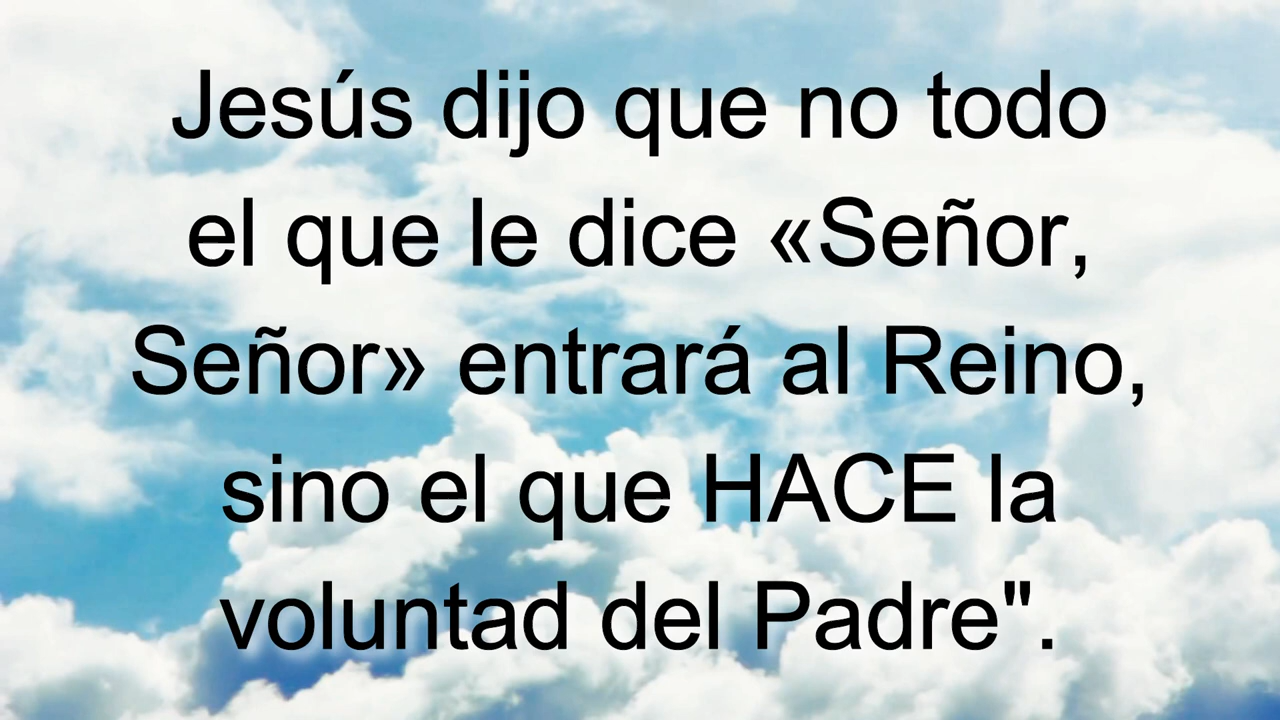 Jesús dijo que no todo
el que le dice «Señor,
Señor» entrará al Reino,
sino el que HACE la
voluntad del Padre".